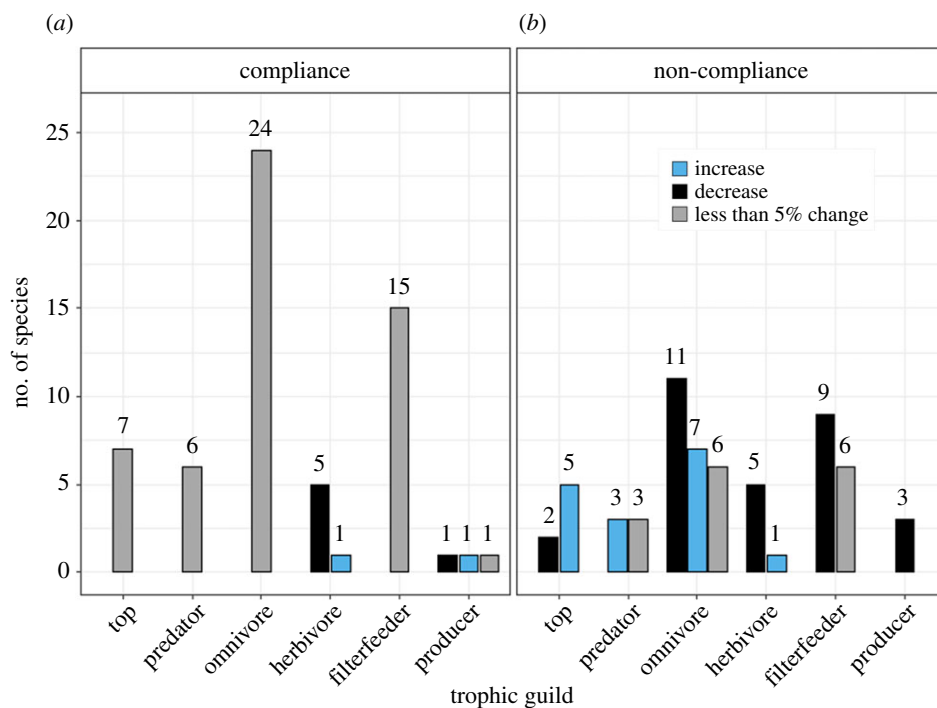 (a)
(b)
compliance
non-compliance
no. of species
25
20
15
10
5
0
7
6
24
5
1
15
1
1
1
increase
decrease
less than 5% change
2
5
3
3
11
7
6
5
1
9
6
3
top
predator
omnivore
herbivore
filterfeeder
producer
top
predator
omnivore
herbivore
filterfeeder
producer
trophic guild